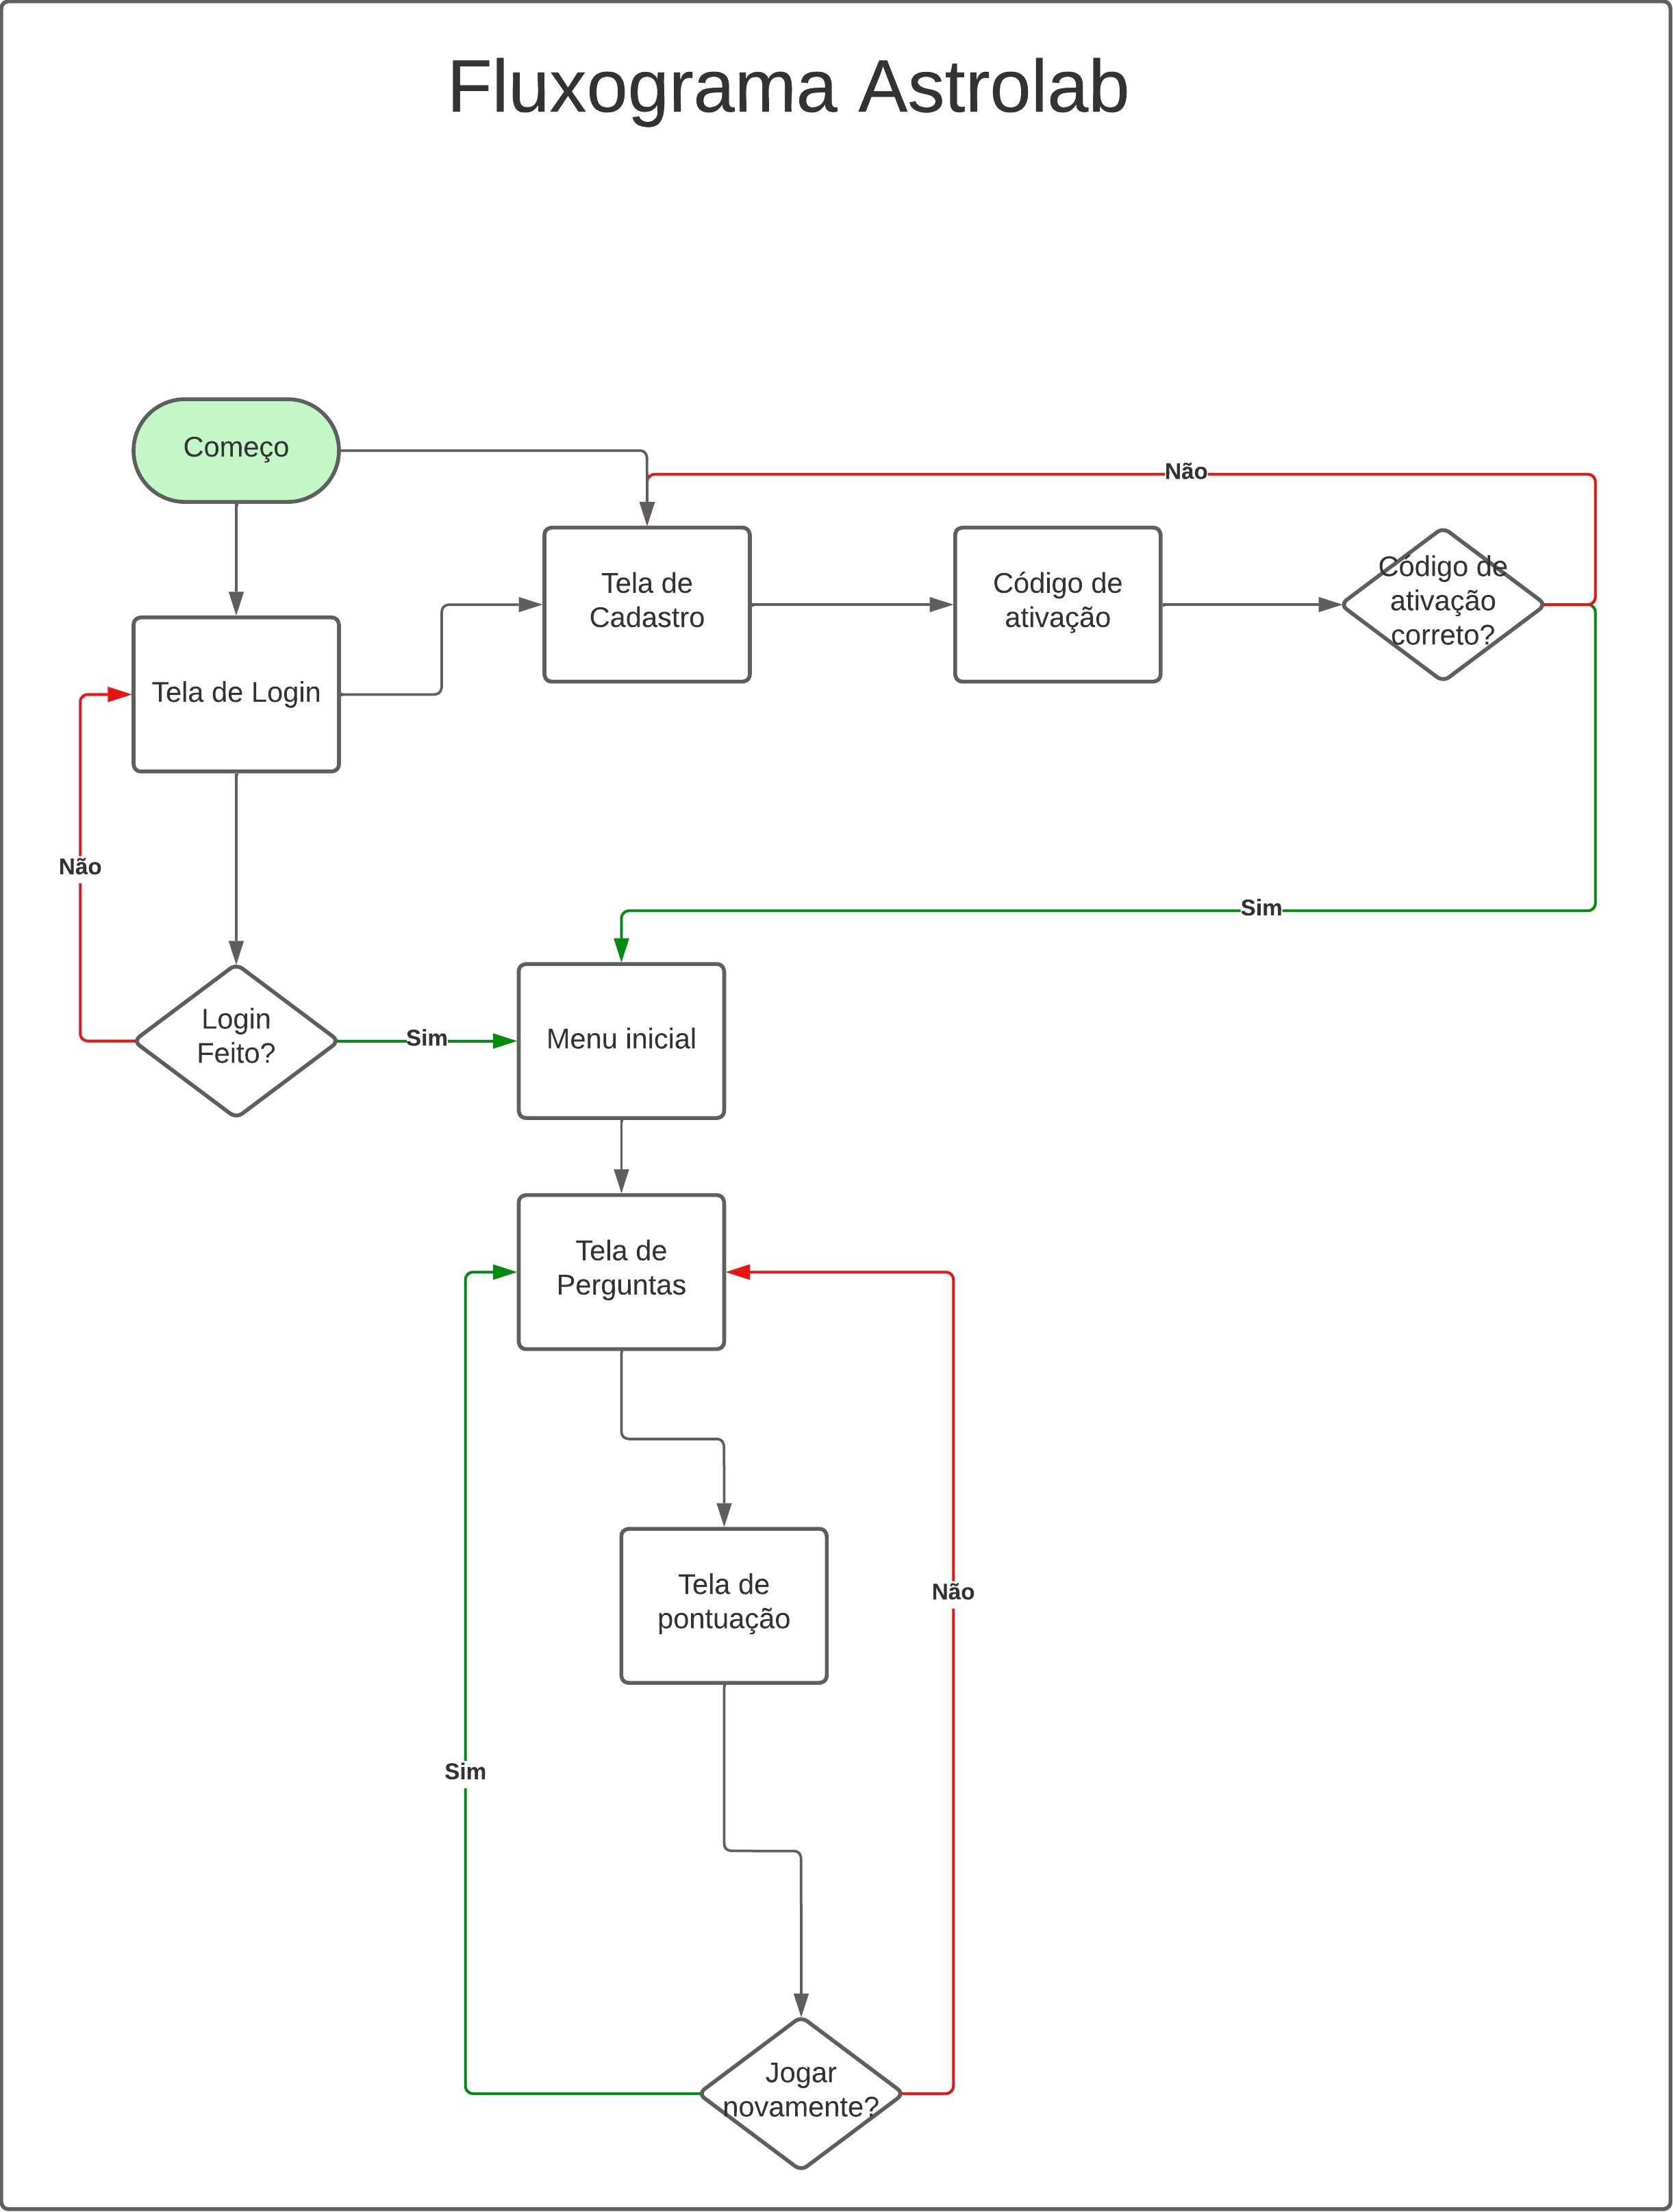 Fluxograma Astrolab
Começo
Não
Tela de
Cadastro
Código de
ativação
Código de
ativação
correto?
Tela de Login
Não
Sim
Login
Feito?
Sim
Menu inicial
Tela de
Perguntas
Tela de
pontuação
Não
Sim
Jogar
novamente?